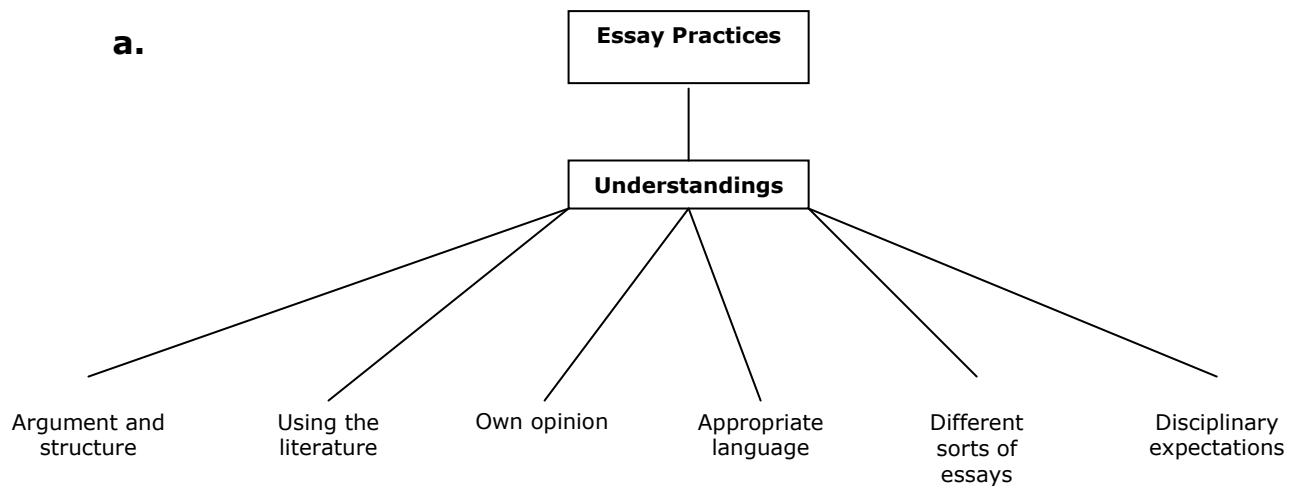 a.
Essay Practices
Understandings
Argument and
structure
Using the
literature
Own opinion
Appropriate
language
Different
sorts of
essays
Disciplinary
expectations